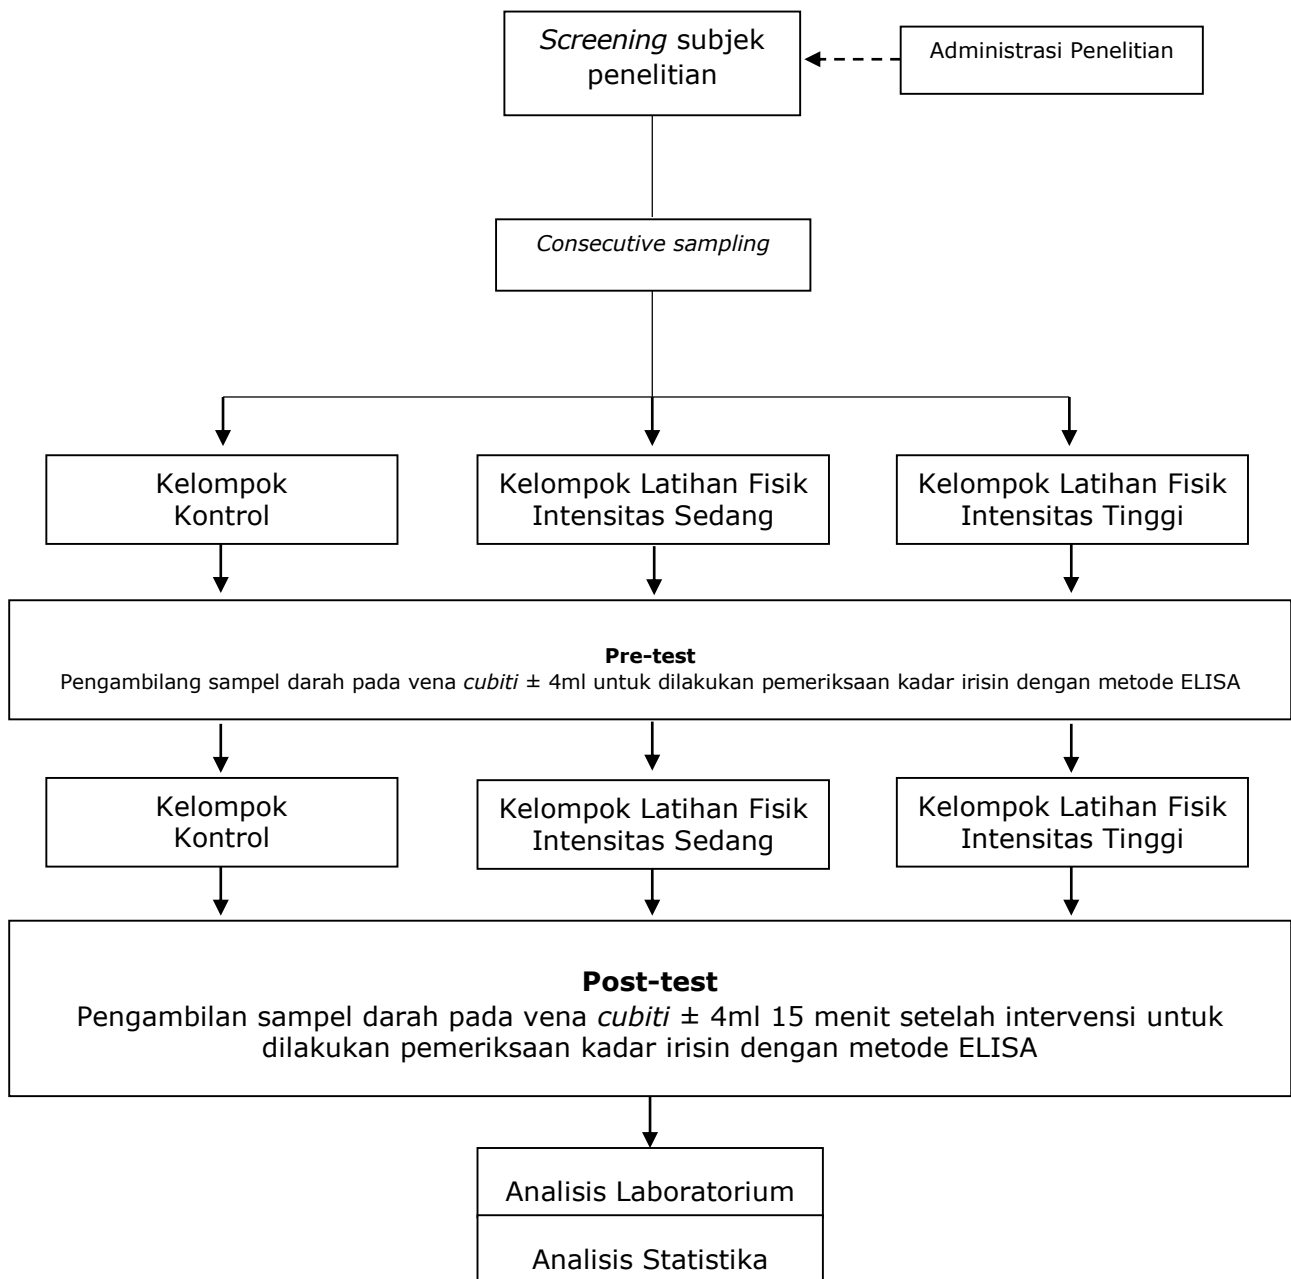 Screening subjek
penelitian
Administrasi Penelitian
Consecutive sampling
Kelompok
Kontrol
Kelompok Latihan Fisik
Intensitas Sedang
Kelompok Latihan Fisik
Intensitas Tinggi
Pre-test
Pengambilang sampel darah pada vena cubiti ± 4ml untuk dilakukan pemeriksaan kadar irisin dengan metode ELISA
Kelompok
Kontrol
Kelompok Latihan Fisik
Intensitas Sedang
Kelompok Latihan Fisik
Intensitas Tinggi
Post-test
Pengambilan sampel darah pada vena cubiti ± 4ml 15 menit setelah intervensi untuk
dilakukan pemeriksaan kadar irisin dengan metode ELISA
Analisis Laboratorium
Analisis Statistika